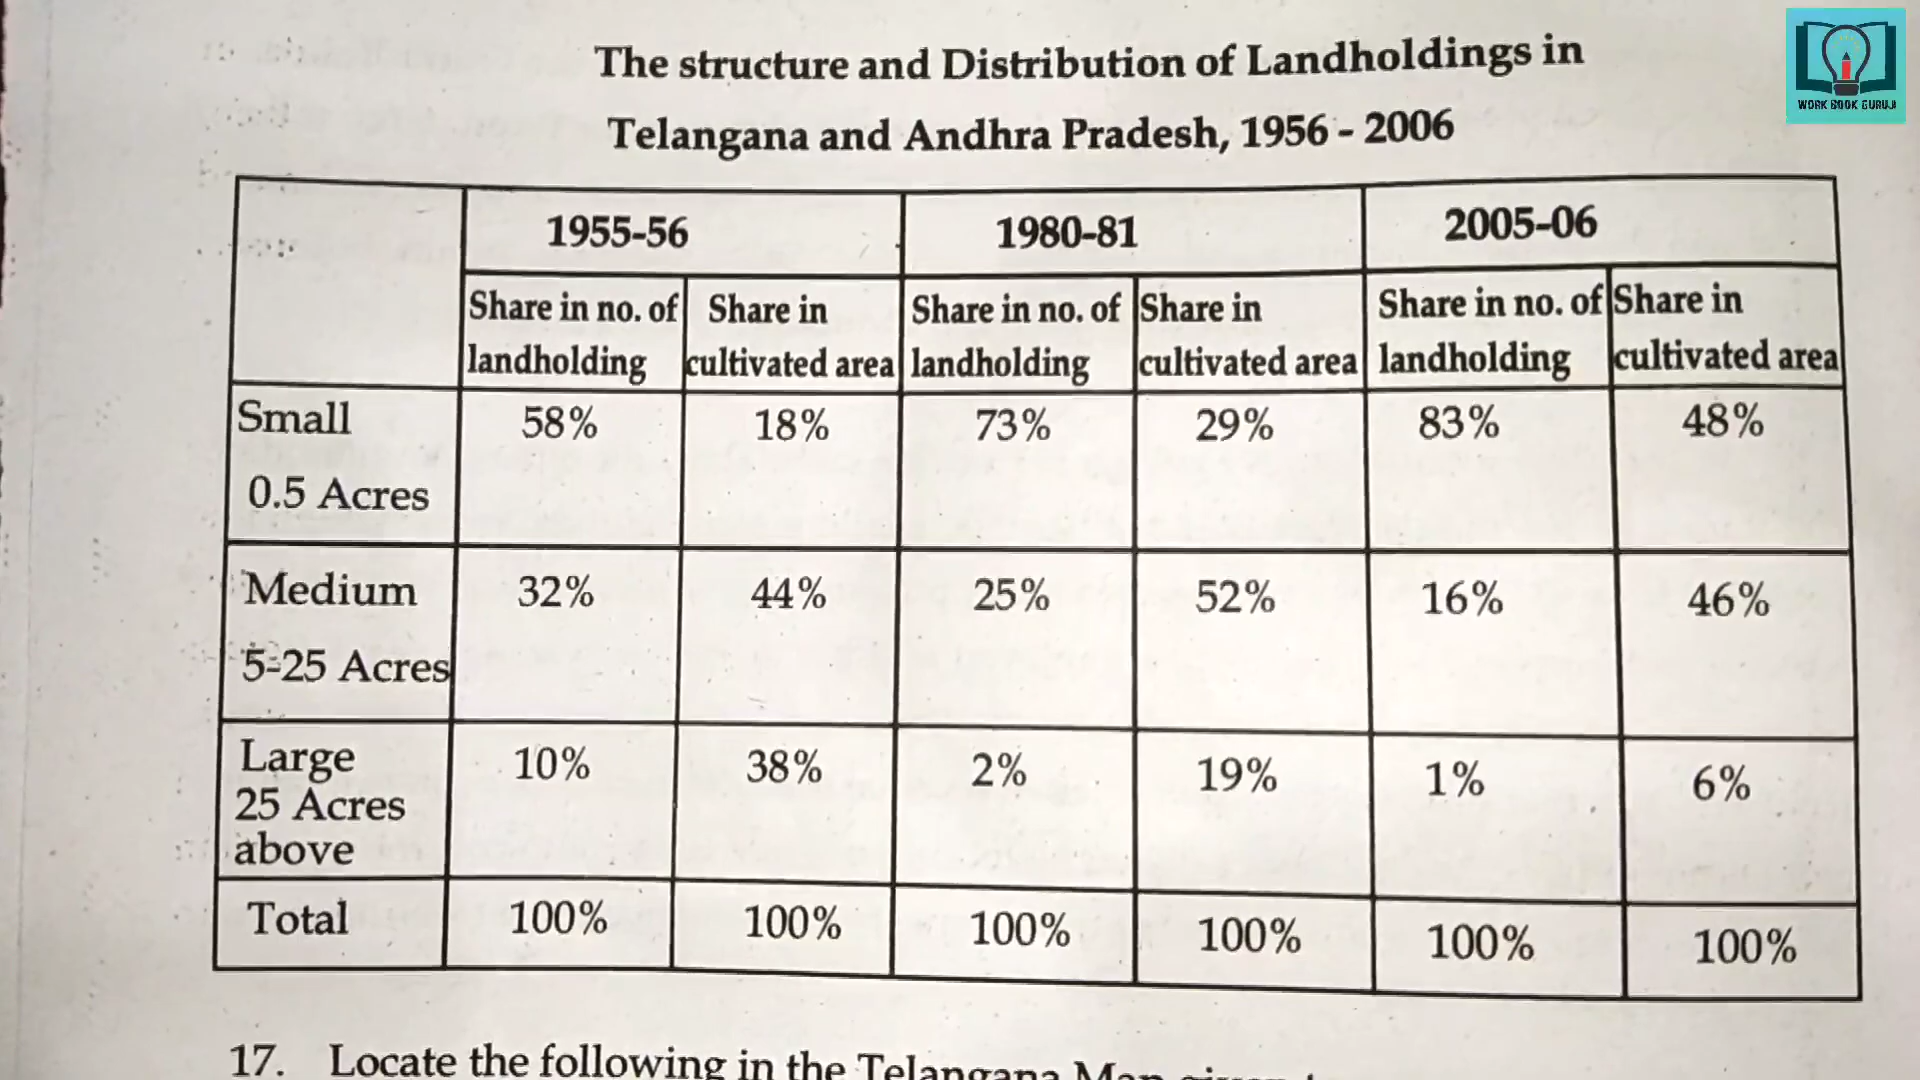 The structure and Distribution of Landholdings in
Telangana and Andhra Pradesh, 1956 - 2006
WORK BOOK GURUJI
1955-56 1980-81 2005-06
Share in no. of Share in Share in no. of Share in Share in no. of Share in
landholding cultivated area landholding cultivated area landholding cultivated area
Small 58% 18% 73% 29% 83% 48%
0.5 Acres
Medium 32% 44% 25% 52% 16% 46%
5-25 Acres
Large 10% 38% 2% 19% 1% 6%
25 Acres
above
Total 100% 100% 100% 100% 100% 100%
17. Locate the following in the Telangana Map given